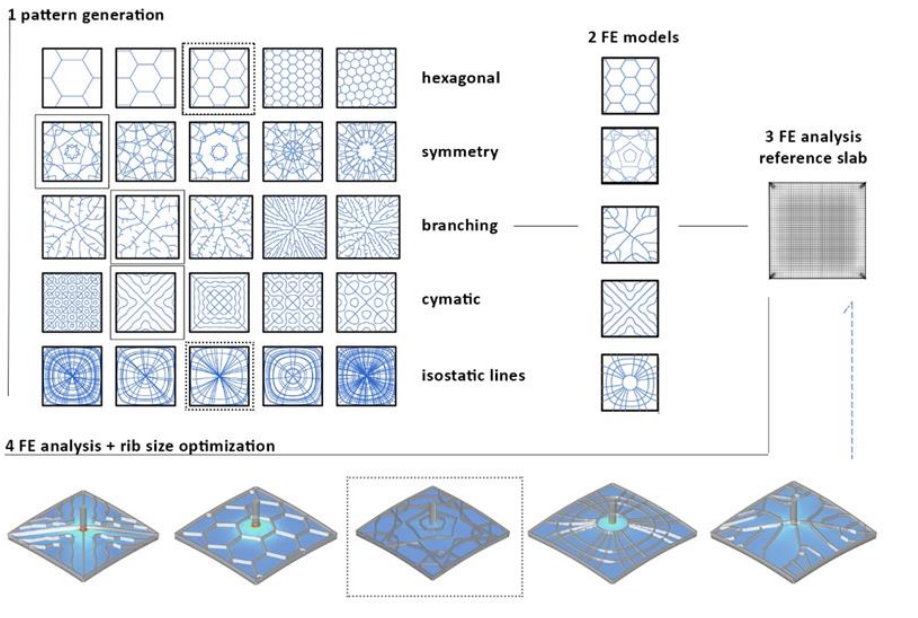 1 pattern generation
2 FE models
hexagonal
3 FE analysis
reference slab
symmetry
branching
cymatic
isostatic lines
4 FE analysis + rib size optimization